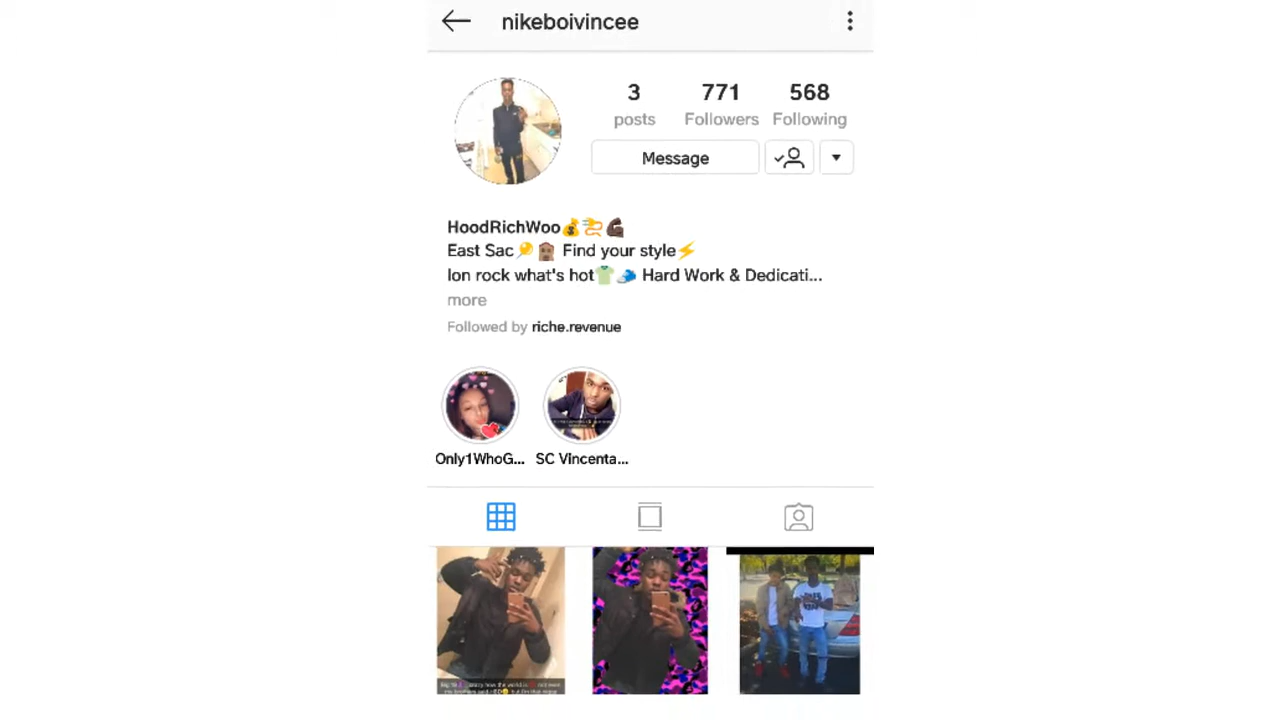 nikeboivincee
3 771 568
posts Followers Following
Message
HoodRichWoo💰🥱💪🏿
East Sac🔑 Find your style⚡
Ion rock what's hot👕🧢 Hard Work & Dedicati...
more
Followed by riche.revenue
Only1WhoG... SC Vincenta...